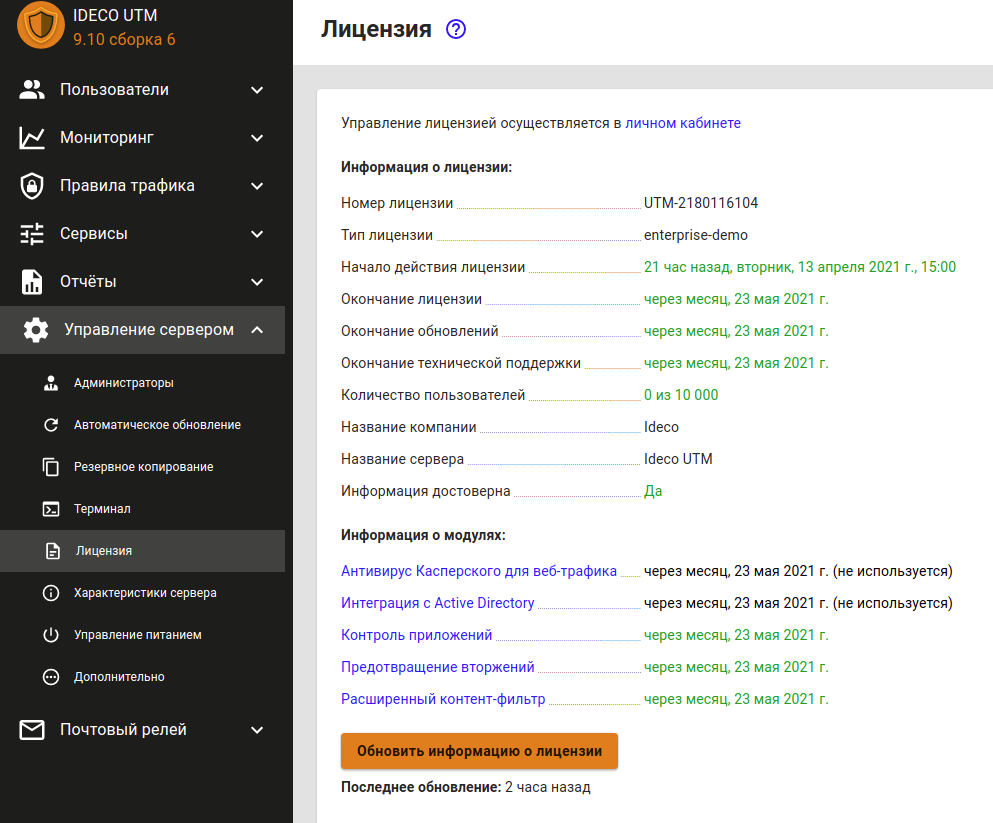 IDECO UTM
9.10 сборка 6
Пользователи
Мониторинг
Правила трафика
Сервисы
Отчёты
Управление сервером
Администраторы
Автоматическое обновление
Резервное копирование
Терминал
Лицензия
Характеристики сервера
Управление питанием
Дополнительно
Почтовый релей
Лицензия
Управление лицензией осуществляется в личном кабинете
Информация о лицензии:
Номер лицензии UTM-2180116104
Тип лицензии enterprise-demo
Начало действия лицензии 21 час назад, вторник, 13 апреля 2021 г., 15:00
Окончание лицензии через месяц, 23 мая 2021 г.
Окончание обновлений через месяц, 23 мая 2021 г.
Окончание технической поддержки через месяц, 23 мая 2021 г.
Количество пользователей 0 из 10 000
Название компании Ideco
Название сервера Ideco UTM
Информация достоверна Да
Информация о модулях:
Антивирус Касперского для веб-трафика через месяц, 23 мая 2021 г. (не используется)
Интеграция с Active Directory через месяц, 23 мая 2021 г. (не используется)
Контроль приложений через месяц, 23 мая 2021 г.
Предотвращение вторжений через месяц, 23 мая 2021 г.
Расширенный контент-фильтр через месяц, 23 мая 2021 г.
Обновить информацию о лицензии
Последнее обновление: 2 часа назад